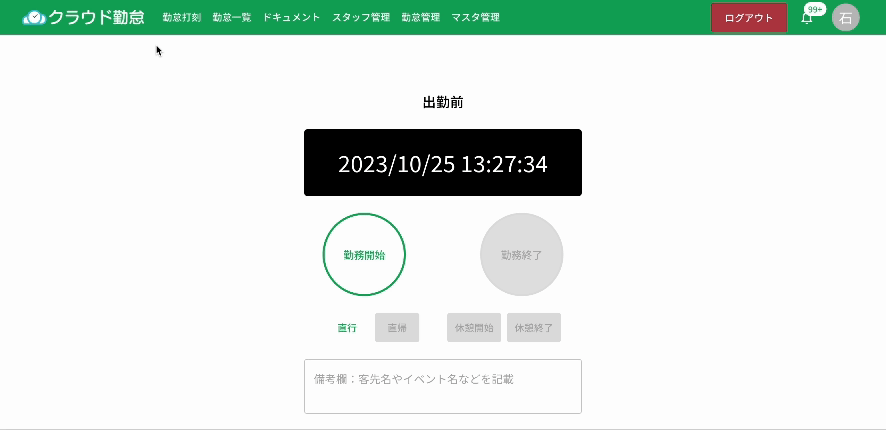 クラウド勤怠 勤怠打刻 勤怠一覧 ドキュメント スタッフ管理 勤怠管理 マスタ管理 ログアウト 99+ 石
出勤前
2023/10/25 13:27:34
勤務開始 勤務終了
直行 直帰 休憩開始 休憩終了
備考欄：客先名やイベント名などを記載